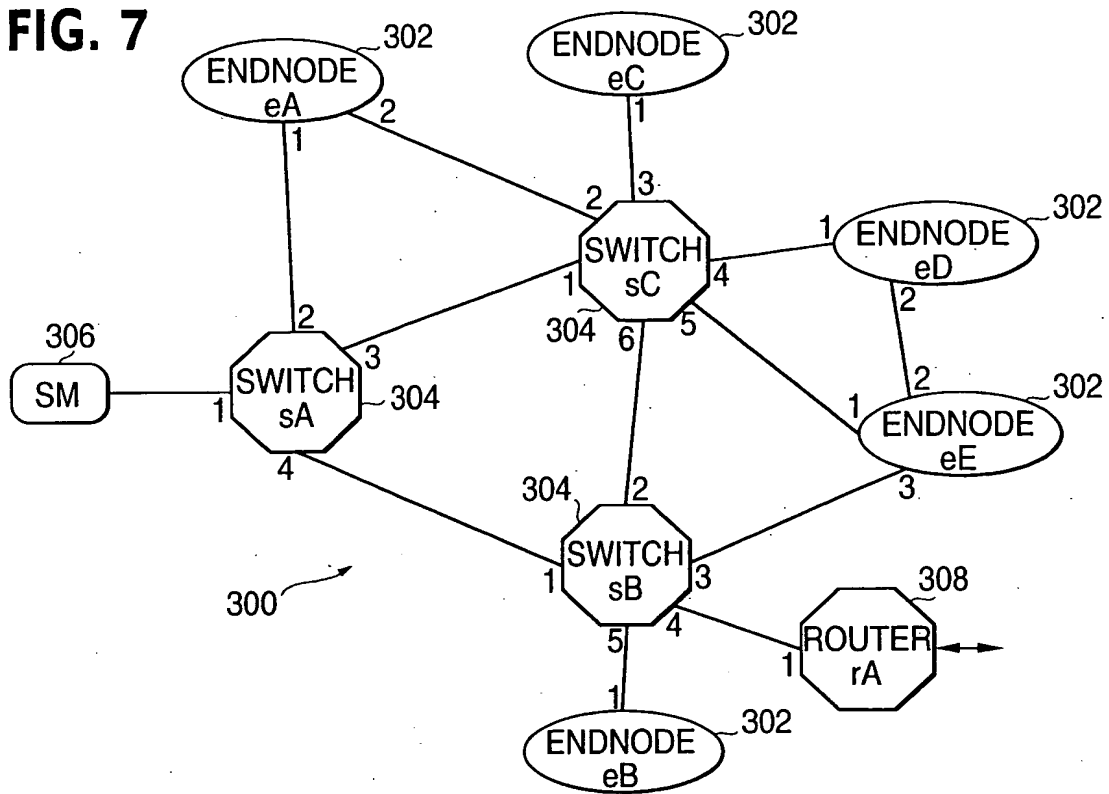 FIG. 7
302
ENDNODE
eA
1
2
302
ENDNODE
eC
1
2
3
SWITCH
sC
1
4
5
6
304
1
302
ENDNODE
eD
2
306
SM
2
3
SWITCH
sA
1
4
304
2
1
302
ENDNODE
eE
3
304
2
SWITCH
sB
1
3
4
5
300
308
ROUTER
rA
1
1
302
ENDNODE
eB